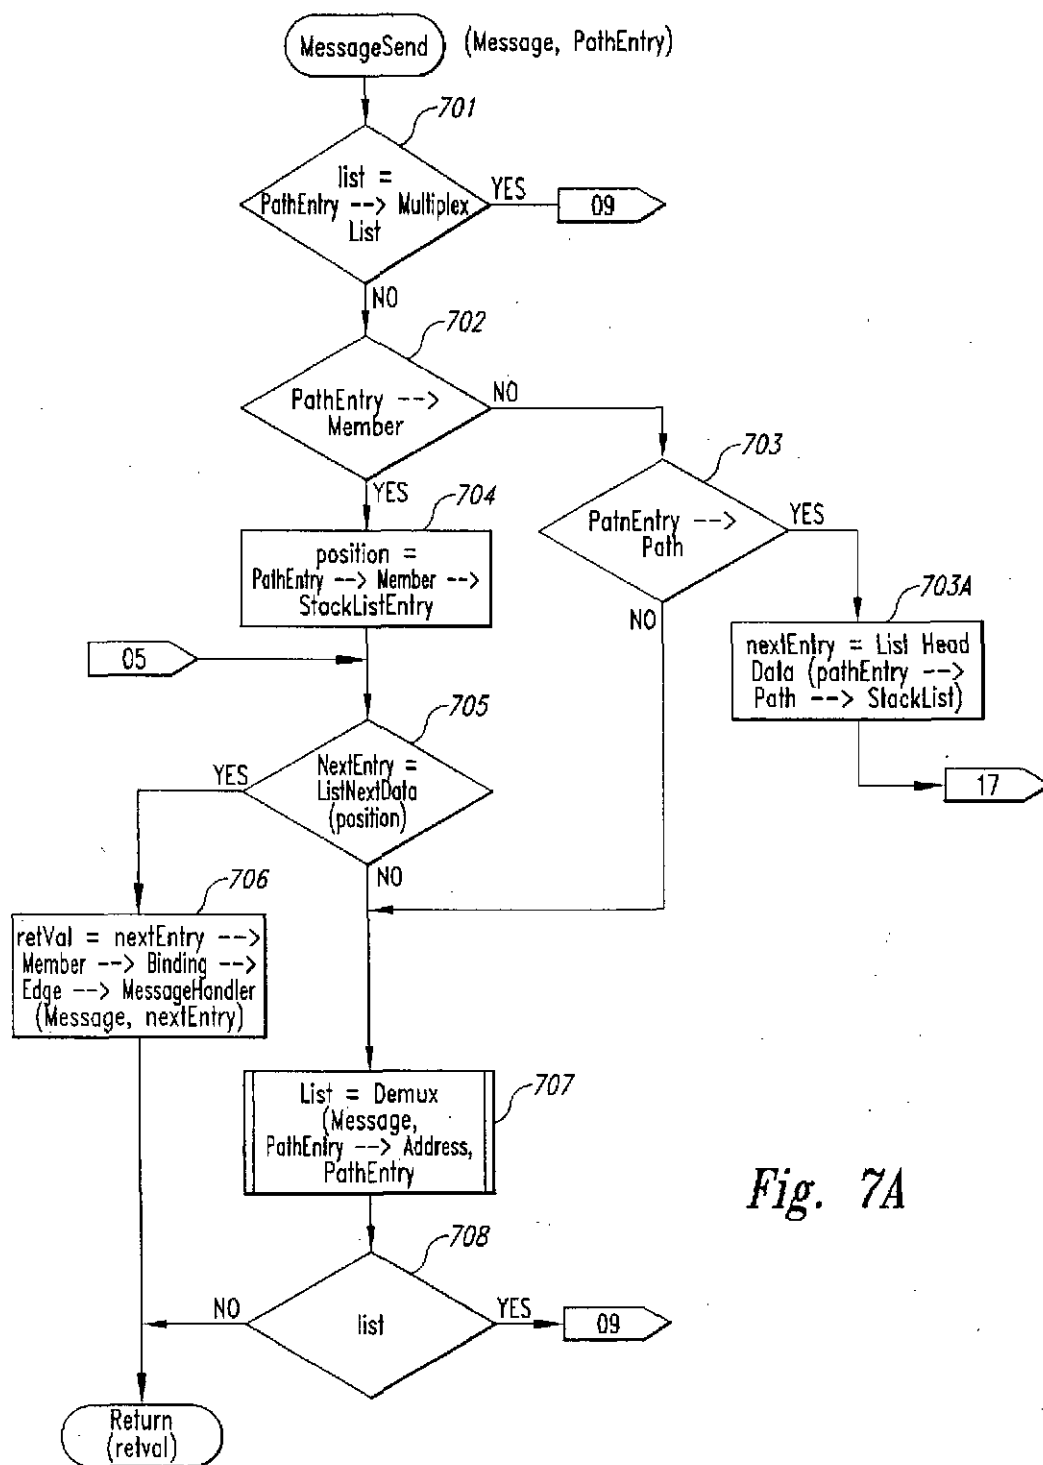 MessageSend (Message, PathEntry)
701
list =
PathEntry --> Multiplex
List
YES
09
NO
702
PathEntry -->
Member
NO
703
YES
704
PatnEntry -->
Path
YES
position =
PathEntry --> Member -->
StackListEntry
NO
703A
05
nextEntry = List Head
Data (pathEntry -->
Path --> StackList)
705
YES
NextEntry =
ListNextData
(position)
17
NO
706
retVal = nextEntry -->
Member --> Binding -->
Edge --> MessageHandler
(Message, nextEntry)
707
List = Demux
(Message,
PathEntry --> Address,
PathEntry
Fig. 7A
708
NO
list
YES
09
Return
(retval)